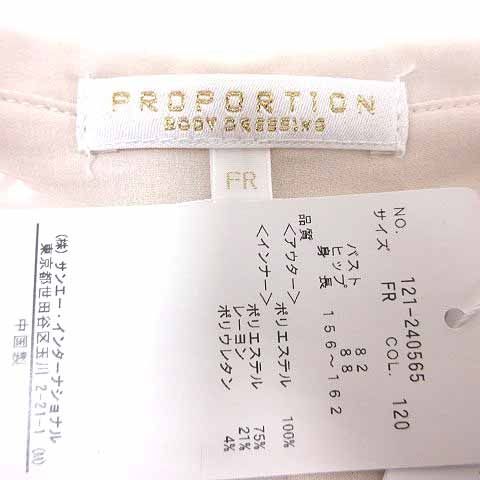 PROPORTION
BODY DRESSING
FR
NO. 121-240565
サイズ FR COL. 120
バスト 82
ヒップ 88
身長 156～162
品質
<アウター> ポリエステル 100%
<インナー> ポリエステル 75%
レーヨン 21%
ポリウレタン 4%
(株)サンエー・インターナショナル
東京都世田谷区玉川 2-21-1 (M)
中国製